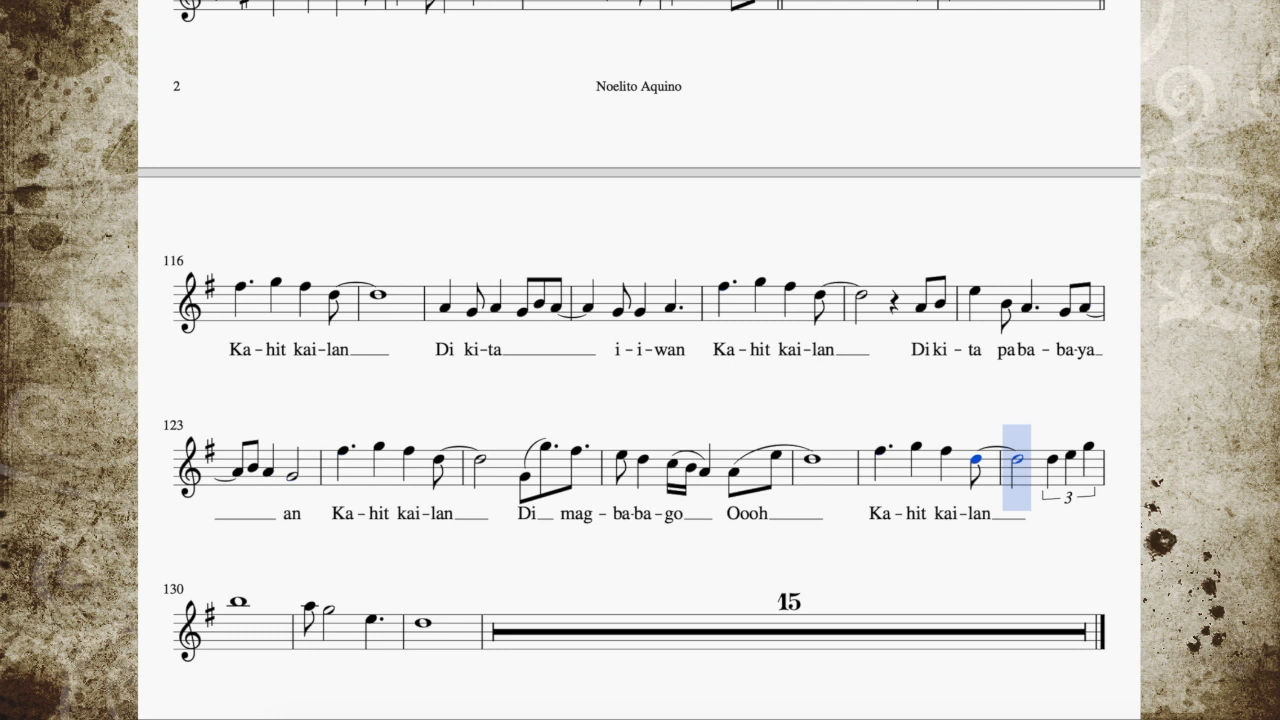 2
Noelito Aquino
116
Ka - hit kai - lan Di ki - ta i - i - wan Ka - hit kai - lan Di ki - ta pa ba - ba - ya
123
an Ka - hit kai - lan Di mag - ba - ba - go Oooh Ka - hit kai - lan
3
130
15